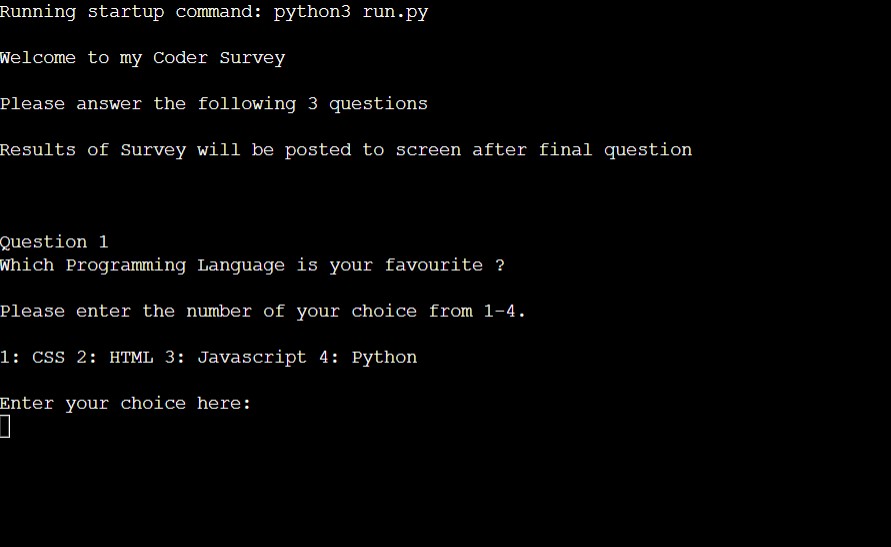 Running startup command: python3 run.py
Welcome to my Coder Survey
Please answer the following 3 questions
Results of Survey will be posted to screen after final question
Question 1
Which Programming Language is your favourite ?
Please enter the number of your choice from 1-4.
1: CSS 2: HTML 3: Javascript 4: Python
Enter your choice here: